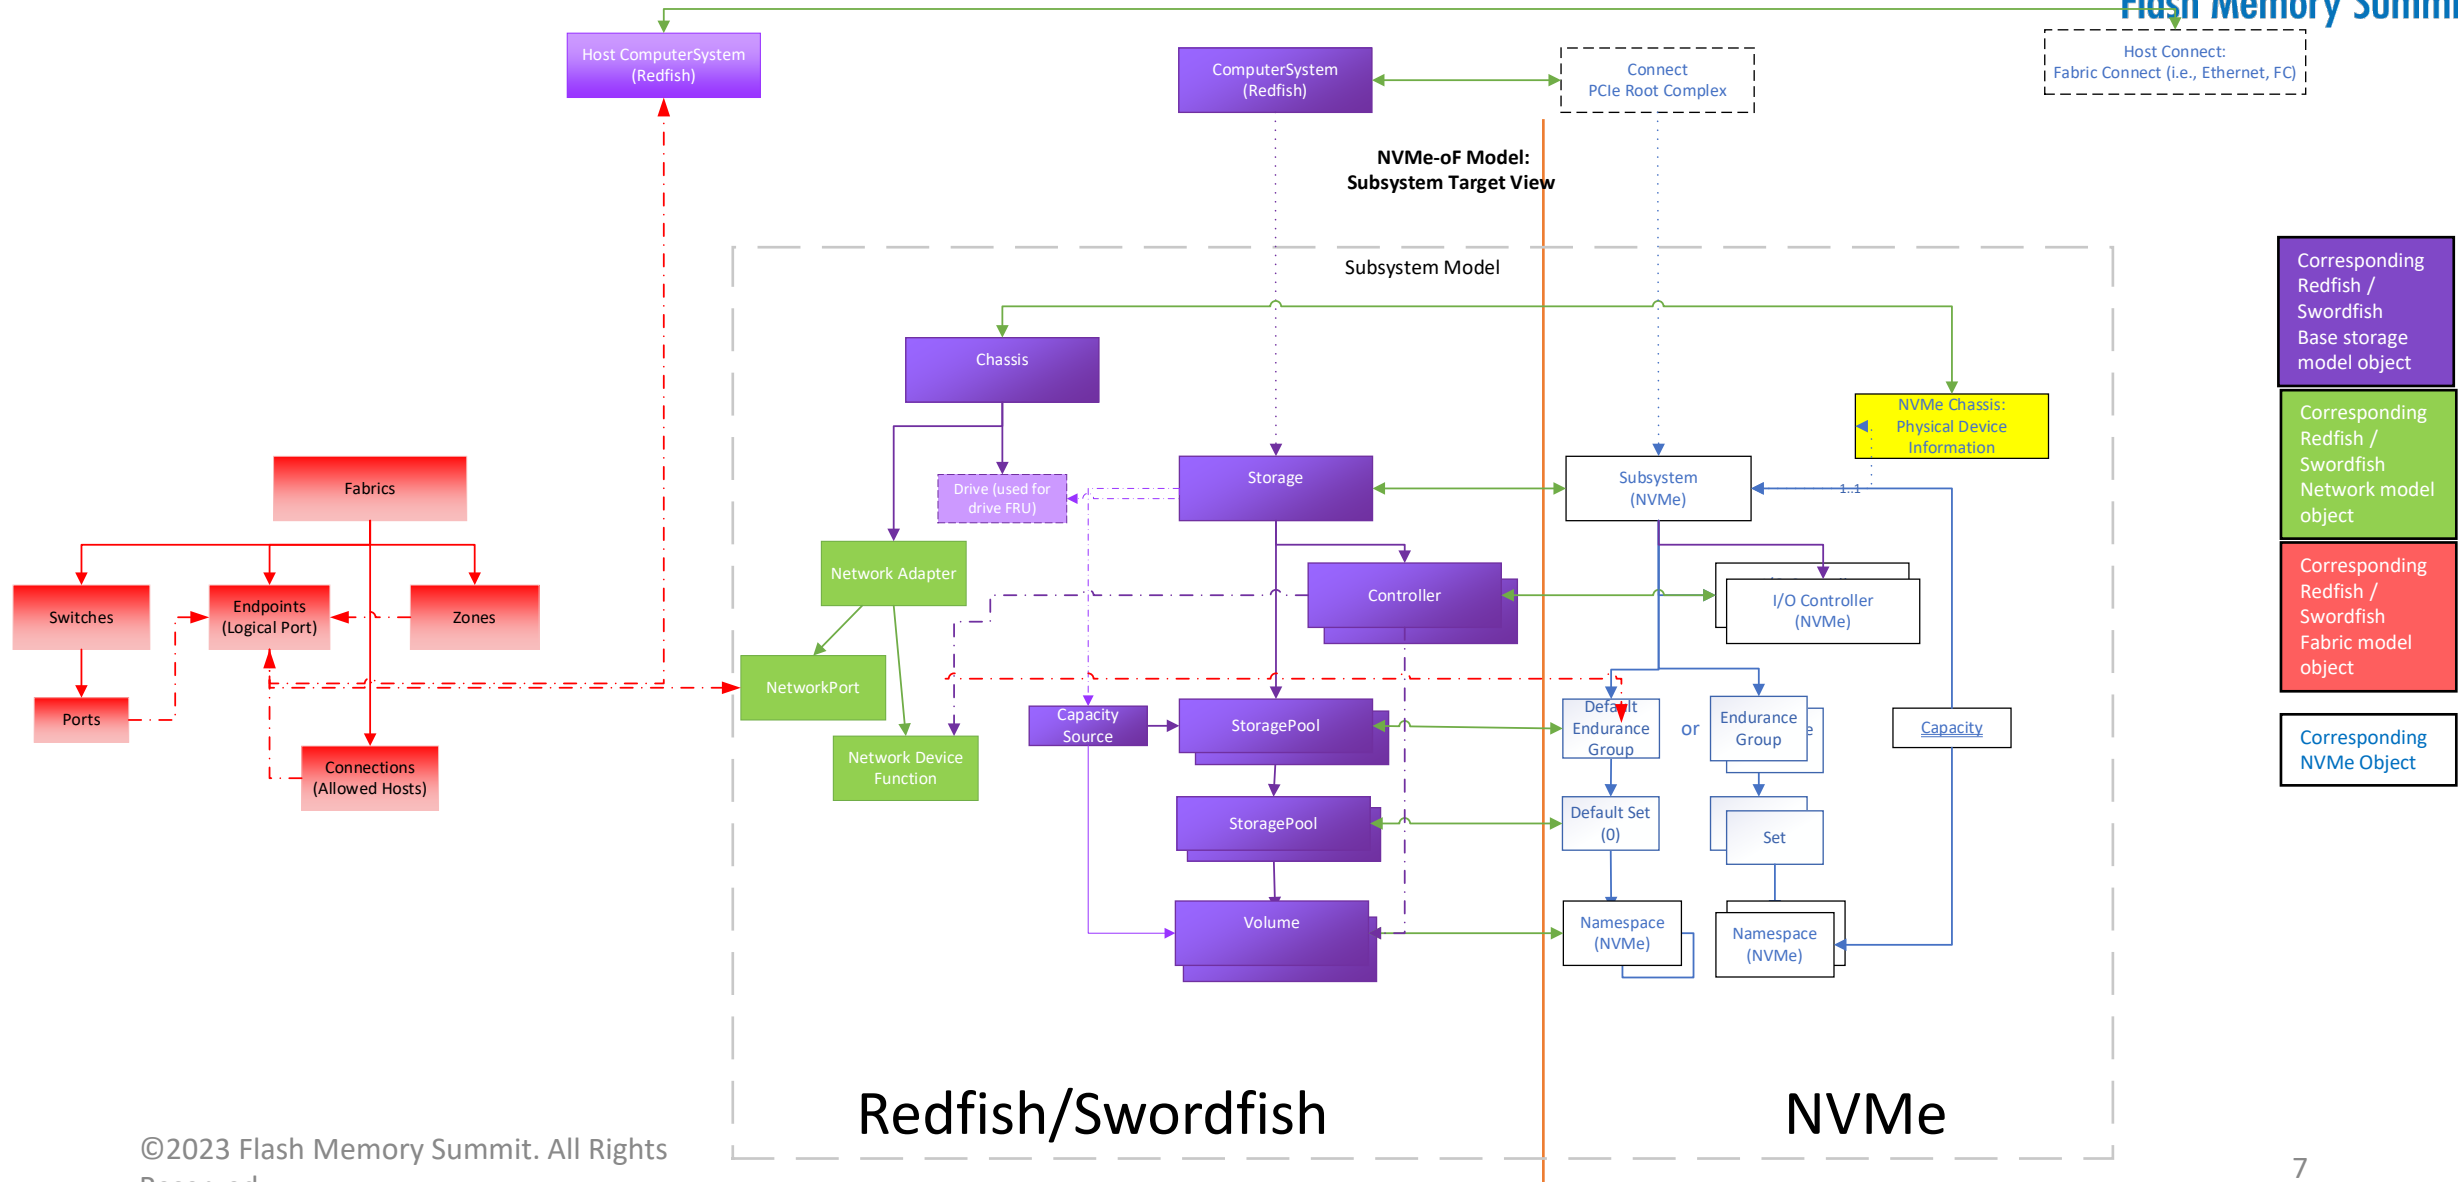 Flash Memory Summi
Host ComputerSystem
(Redfish)
ComputerSystem
(Redfish)
Connect
PCIe Root Complex
Host Connect:
Fabric Connect (i.e., Ethernet, FC)
NVMe-oF Model:
Subsystem Target View
Subsystem Model
Chassis
NVMe Chassis:
Physical Device
Information
Drive (used for
drive FRU)
Storage
Subsystem
(NVMe)
1..1
Fabrics
Network Adapter
Controller
I/O Controller
(NVMe)
Switches
Endpoints
(Logical Port)
Zones
NetworkPort
Ports
Capacity
Source
StoragePool
Default
Endurance
Group
or
Endurance
Group
e
Capacity
Network Device
Function
Connections
(Allowed Hosts)
StoragePool
Default Set
(0)
Set
Volume
Namespace
(NVMe)
Namespace
(NVMe)
Corresponding
Redfish /
Swordfish
Base storage
model object
Corresponding
Redfish /
Swordfish
Network model
object
Corresponding
Redfish /
Swordfish
Fabric model
object
Corresponding
NVMe Object
Redfish/Swordfish
NVMe
©2023 Flash Memory Summit. All Rights
7